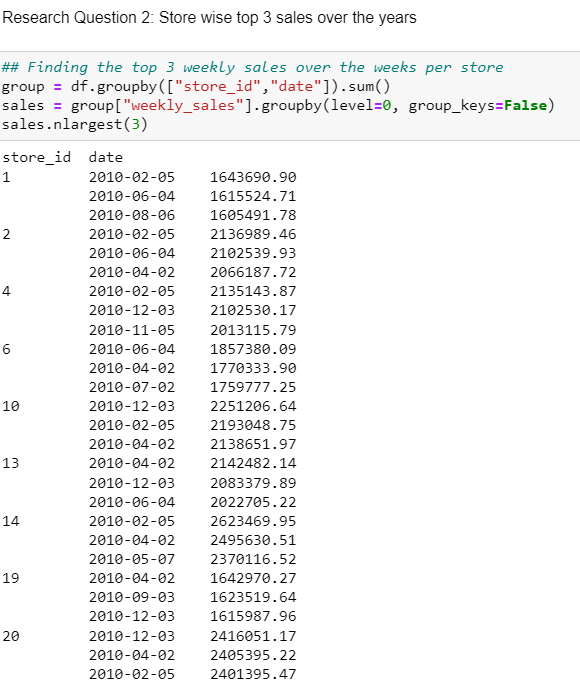 Research Question 2: Store wise top 3 sales over the years
## Finding the top 3 weekly sales over the weeks per store
group = df.groupby(["store_id","date"]).sum()
sales = group["weekly_sales"].groupby(level=0, group_keys=False)
sales.nlargest(3)
store_id  date
1         2010-02-05    1643690.90
          2010-06-04    1615524.71
          2010-08-06    1605491.78
2         2010-02-05    2136989.46
          2010-06-04    2102539.93
          2010-04-02    2066187.72
4         2010-02-05    2135143.87
          2010-12-03    2102530.17
          2010-11-05    2013115.79
6         2010-06-04    1857380.09
          2010-04-02    1770333.90
          2010-07-02    1759777.25
10        2010-12-03    2251206.64
          2010-02-05    2193048.75
          2010-04-02    2138651.97
13        2010-04-02    2142482.14
          2010-12-03    2083379.89
          2010-06-04    2022705.22
14        2010-02-05    2623469.95
          2010-04-02    2495630.51
          2010-05-07    2370116.52
19        2010-04-02    1642970.27
          2010-09-03    1623519.64
          2010-12-03    1615987.96
20        2010-12-03    2416051.17
          2010-04-02    2405395.22
          2010-02-05    2401395.47